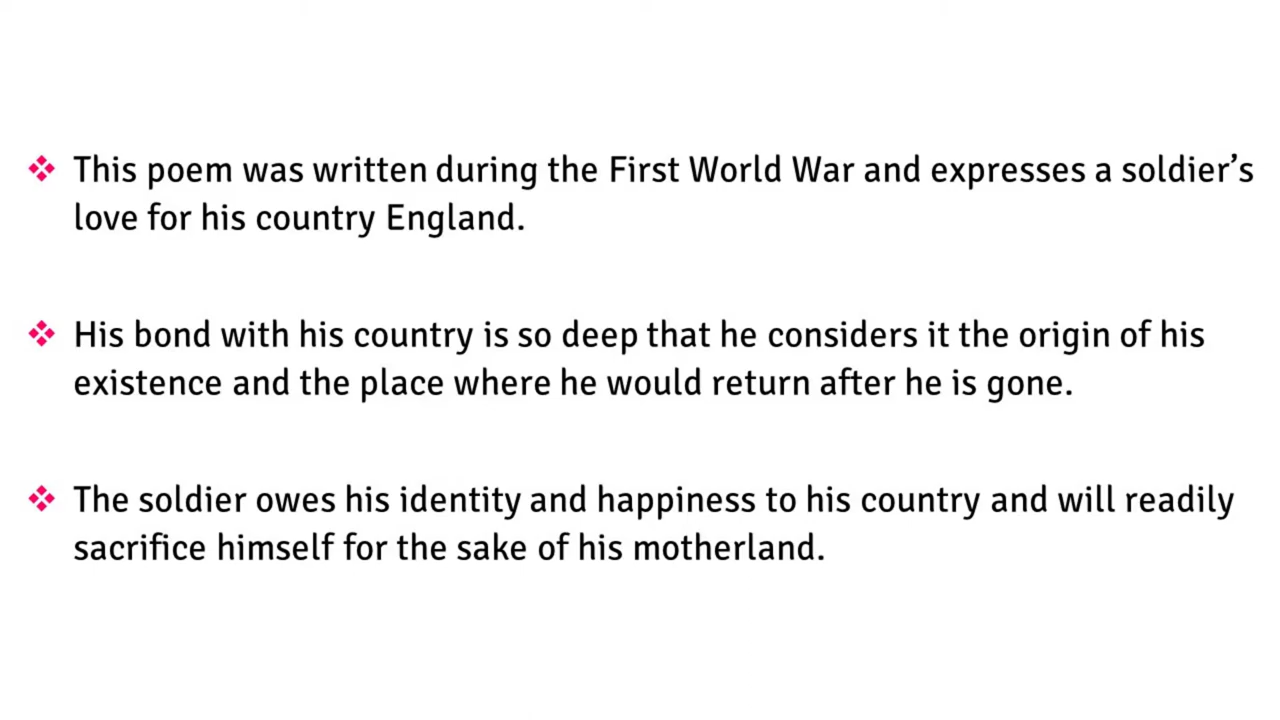 ❖ This poem was written during the First World War and expresses a soldier’s
love for his country England.
❖ His bond with his country is so deep that he considers it the origin of his
existence and the place where he would return after he is gone.
❖ The soldier owes his identity and happiness to his country and will readily
sacrifice himself for the sake of his motherland.